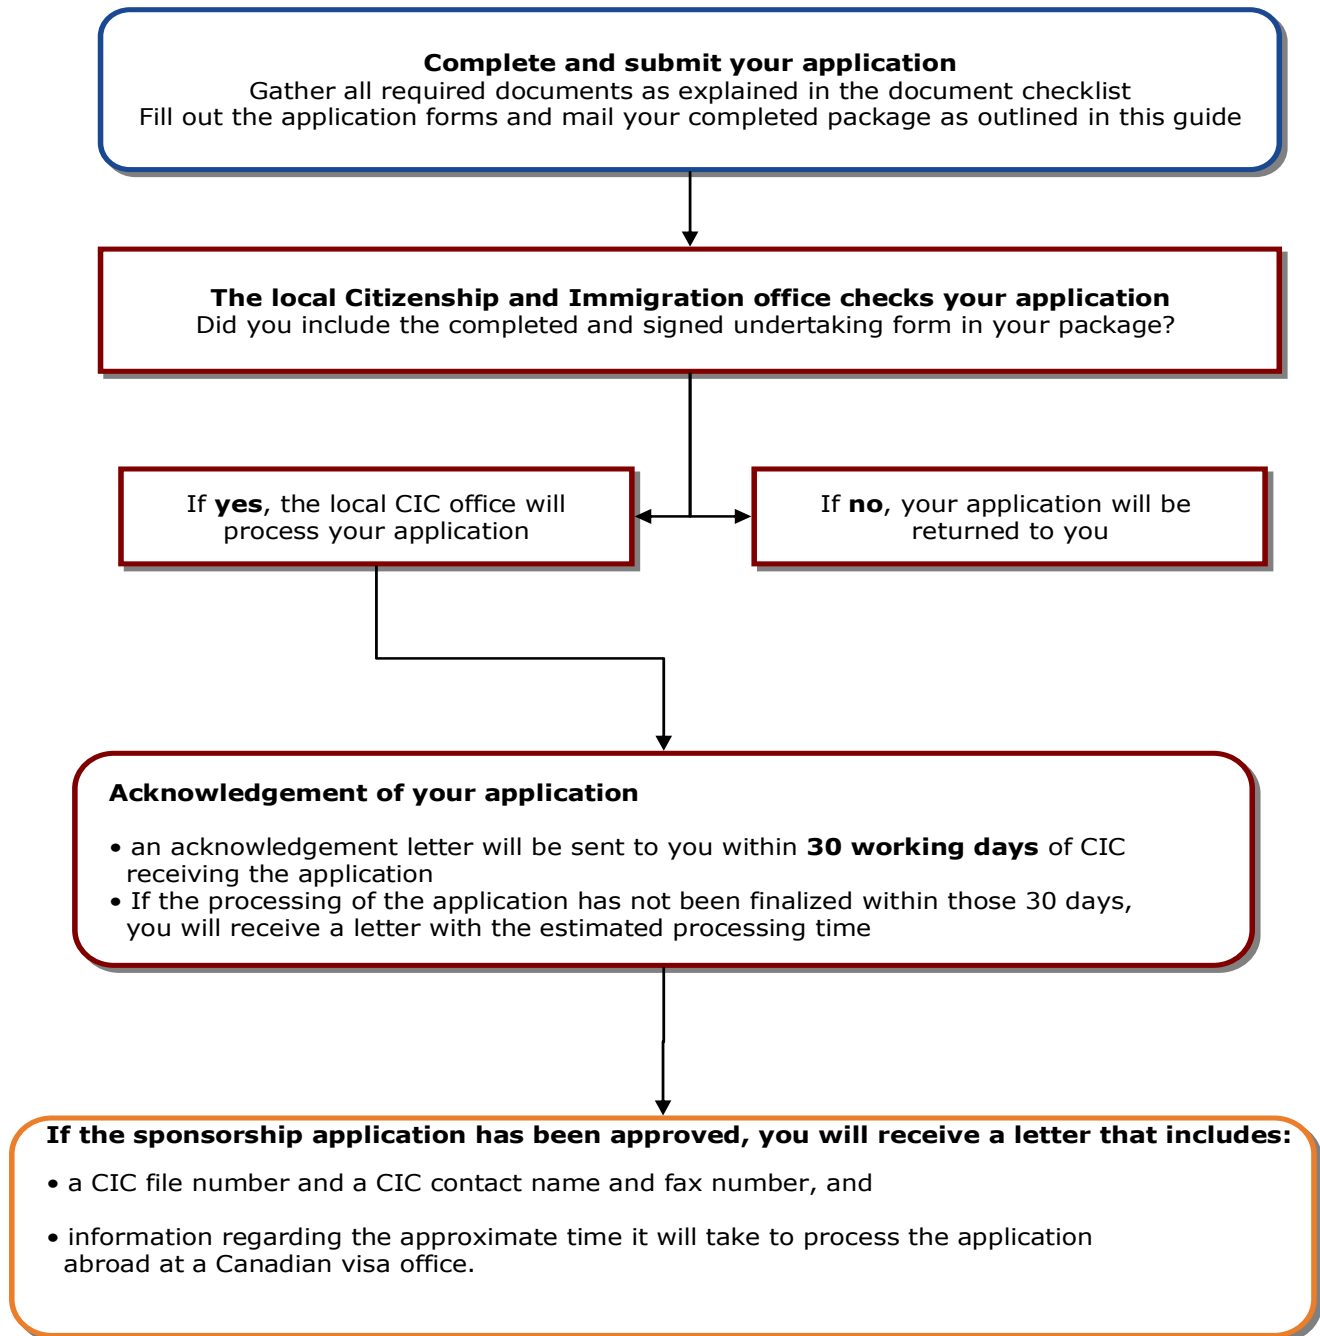 Complete and submit your application
Gather all required documents as explained in the document checklist
Fill out the application forms and mail your completed package as outlined in this guide
The local Citizenship and Immigration office checks your application
Did you include the completed and signed undertaking form in your package?
If yes, the local CIC office will
process your application
If no, your application will be
returned to you
Acknowledgement of your application
• an acknowledgement letter will be sent to you within 30 working days of CIC
receiving the application
• If the processing of the application has not been finalized within those 30 days,
you will receive a letter with the estimated processing time
If the sponsorship application has been approved, you will receive a letter that includes:
• a CIC file number and a CIC contact name and fax number, and
• information regarding the approximate time it will take to process the application
abroad at a Canadian visa office.